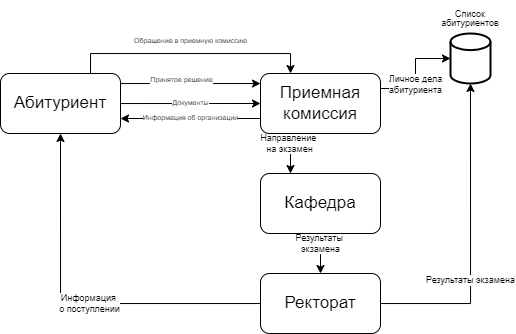 Список
абитуриентов
Обращение в приемную комиссию
Принятое решение
Личное дела
абитуриента
Абитуриент
Документы
Приемная
комиссия
Информация об организации
Направление
на экзамен
Кафедра
Результаты
экзамена
Результаты экзамена
Информация
о поступлении
Ректорат